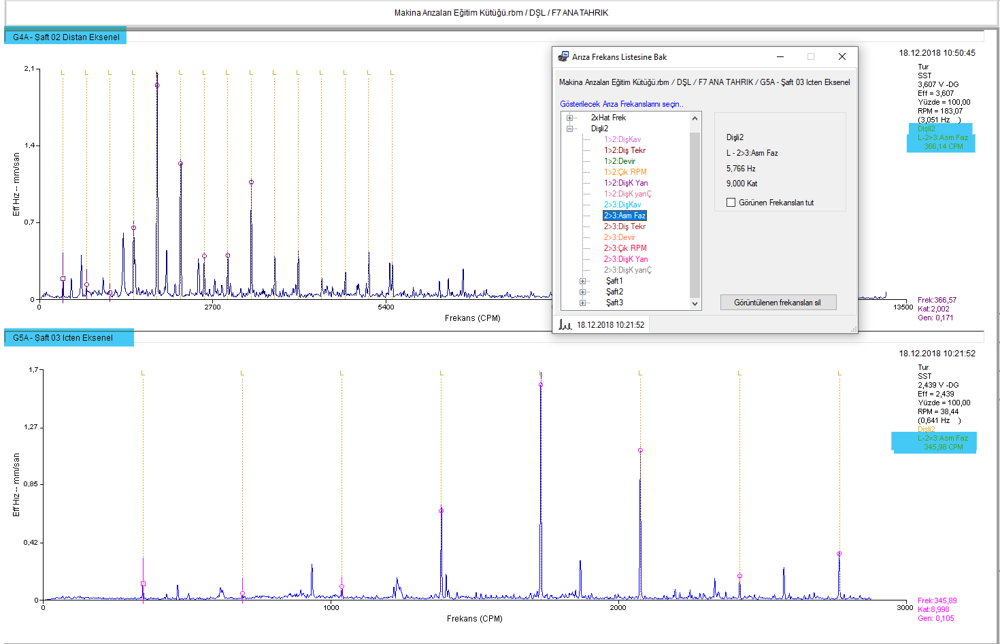 Makina Arızaları Eğitim Kütüğü.rbm / DŞL / F7 ANA TAHRIK
G4A - Şaft 02 Distan Eksenel
18.12.2018 10:50:45
Tur
SST
3,607 V -DG
Eff = 3,607
Yüzde = 100,00
RPM = 183,07
(3,051 Hz )
Dişli2
L-2>3:Asm Faz
366,14 CPM
2,1
1,4
0,7
0
Eff Hız -- mm/san
L L L L L L L L L L L L L L
0
2700
5400
13500
Frekans (CPM)
Frek:366,57
Kat:2,002
Gen: 0,171
Arıza Frekans Listesine Bak
Makina Arızaları Eğitim Kütüğü.rbm / DŞL / F7 ANA TAHRIK / G5A - Şaft 03 Icten Eksenel
Gösterilecek Arıza Frekanslarını seçin..
2xHat Frek
Dişli2
1>2:DişKav
1>2:Diş Tekr
1>2:Devir
1>2:Çık RPM
1>2:DişK Yan
1>2:DişK yanÇ
2>3:DişKav
2>3:Asm Faz
2>3:Diş Tekr
2>3:Devir
2>3:Çık RPM
2>3:DişK Yan
2>3:DişK yanÇ
Şaft1
Şaft2
Şaft3
Dişli2
L - 2>3:Asm Faz
5,766 Hz
9,000 Kat
Görünen Frekansları tut
Görüntülenen frekansları sil
18.12.2018 10:21:52
G5A - Şaft 03 Icten Eksenel
18.12.2018 10:21:52
Tur
SST
2,439 V -DG
Eff = 2,439
Yüzde = 100,00
RPM = 38,44
(0,641 Hz )
Dişli2
L-2>3:Asm Faz
345,98 CPM
1,7
1,27
0,85
0,42
0
Eff Hız -- mm/san
L L L L L L L L
0
1000
2000
3000
Frekans (CPM)
Frek:345,89
Kat:8,998
Gen: 0,105